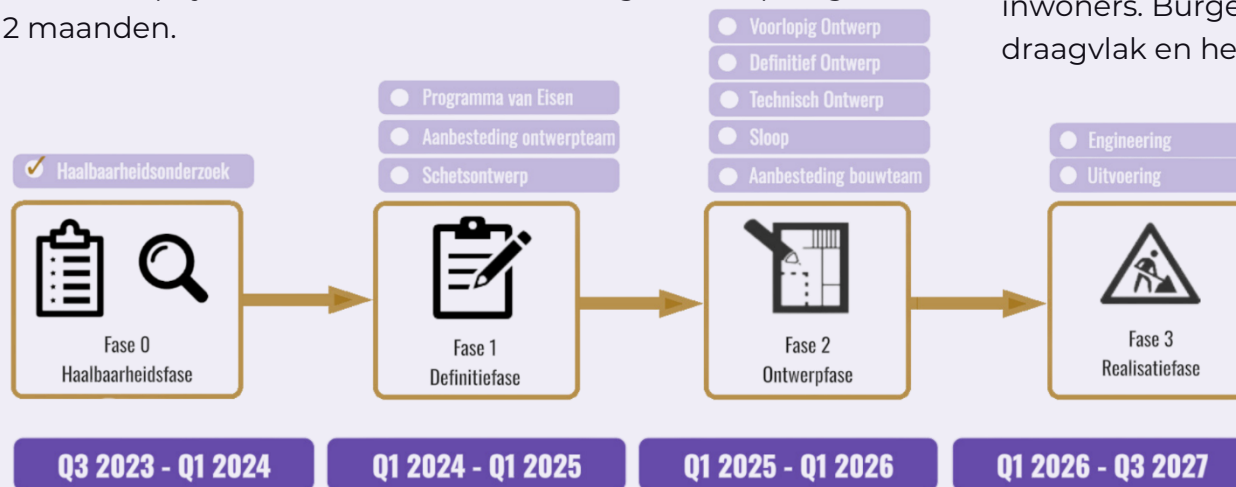 2 maanden.
inwoners. Burge
draagvlak en he
Haalbaarheidsonderzoek
Programma van Eisen
Aanbesteding ontwerpteam
Schetsontwerp
Voorlopig Ontwerp
Definitief Ontwerp
Technisch Ontwerp
Sloop
Aanbesteding bouwteam
Engineering
Uitvoering
Fase 0
Haalbaarheidsfase
Fase 1
Definitiefase
Fase 2
Ontwerpfase
Fase 3
Realisatiefase
Q3 2023 - Q1 2024
Q1 2024 - Q1 2025
Q1 2025 - Q1 2026
Q1 2026 - Q3 2027